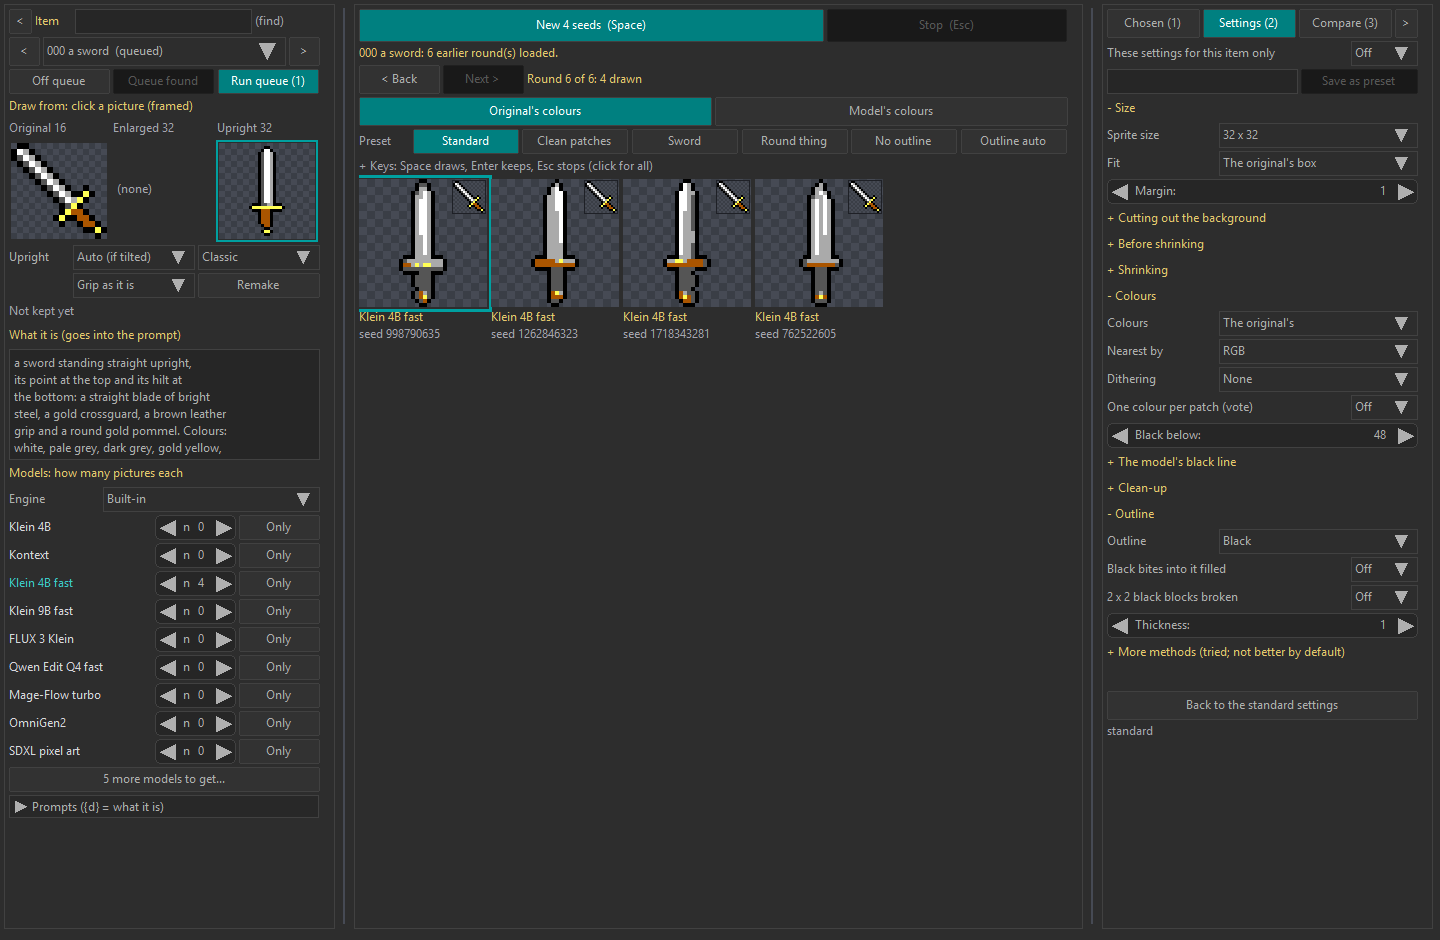 < Item (find)
< 000 a sword (queued) >
Off queue Queue found Run queue (1)
Draw from: click a picture (framed)
Original 16 Enlarged 32 Upright 32
(none)
Upright Auto (if tilted) Classic
Grip as it is Remake
Not kept yet
What it is (goes into the prompt)
a sword standing straight upright,
its point at the top and its hilt at
the bottom: a straight blade of bright
steel, a gold crossguard, a brown leather
grip and a round gold pommel. Colours:
white, pale grey, dark grey, gold yellow,
Models: how many pictures each
Engine Built-in
Klein 4B n 0 Only
Kontext n 0 Only
Klein 4B fast n 4 Only
Klein 9B fast n 0 Only
FLUX 3 Klein n 0 Only
Qwen Edit Q4 fast n 0 Only
Mage-Flow turbo n 0 Only
OmniGen2 n 0 Only
SDXL pixel art n 0 Only
5 more models to get...
Prompts ({d} = what it is)
New 4 seeds (Space) Stop (Esc)
000 a sword: 6 earlier round(s) loaded.
< Back Next > Round 6 of 6: 4 drawn
Original's colours Model's colours
Preset Standard Clean patches Sword Round thing No outline Outline auto
+ Keys: Space draws, Enter keeps, Esc stops (click for all)
Klein 4B fast Klein 4B fast Klein 4B fast Klein 4B fast
seed 998790635 seed 1262846323 seed 1718343281 seed 762522605
Chosen (1) Settings (2) Compare (3) >
These settings for this item only Off
Save as preset
- Size
Sprite size 32 x 32
Fit The original's box
Margin: 1
+ Cutting out the background
+ Before shrinking
+ Shrinking
- Colours
Colours The original's
Nearest by RGB
Dithering None
One colour per patch (vote) Off
Black below: 48
+ The model's black line
+ Clean-up
- Outline
Outline Black
Black bites into it filled Off
2 x 2 black blocks broken Off
Thickness: 1
+ More methods (tried; not better by default)
Back to the standard settings
standard